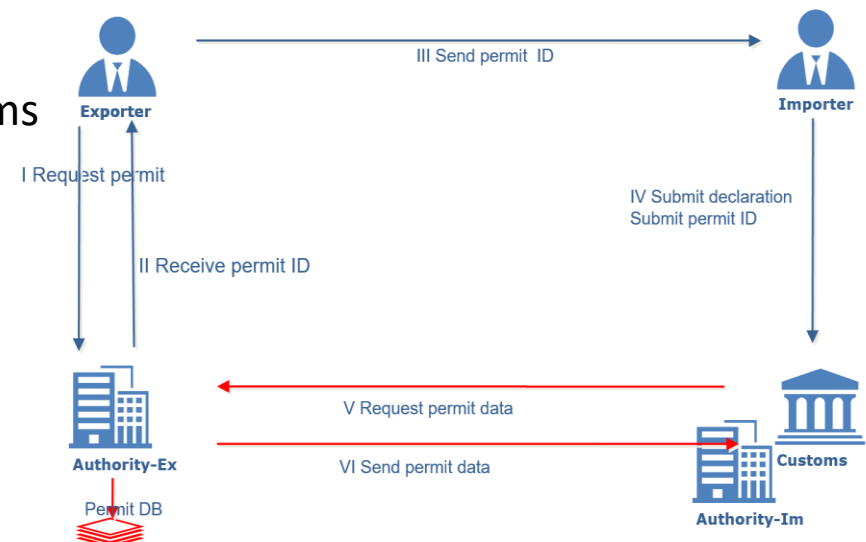 III Send permit ID
Exporter
Importer
ms
I Request permit
IV Submit declaration
Submit permit ID
II Receive permit ID
V Request permit data
Authority-Ex
VI Send permit data
Customs
Permit DB
Authority-Im